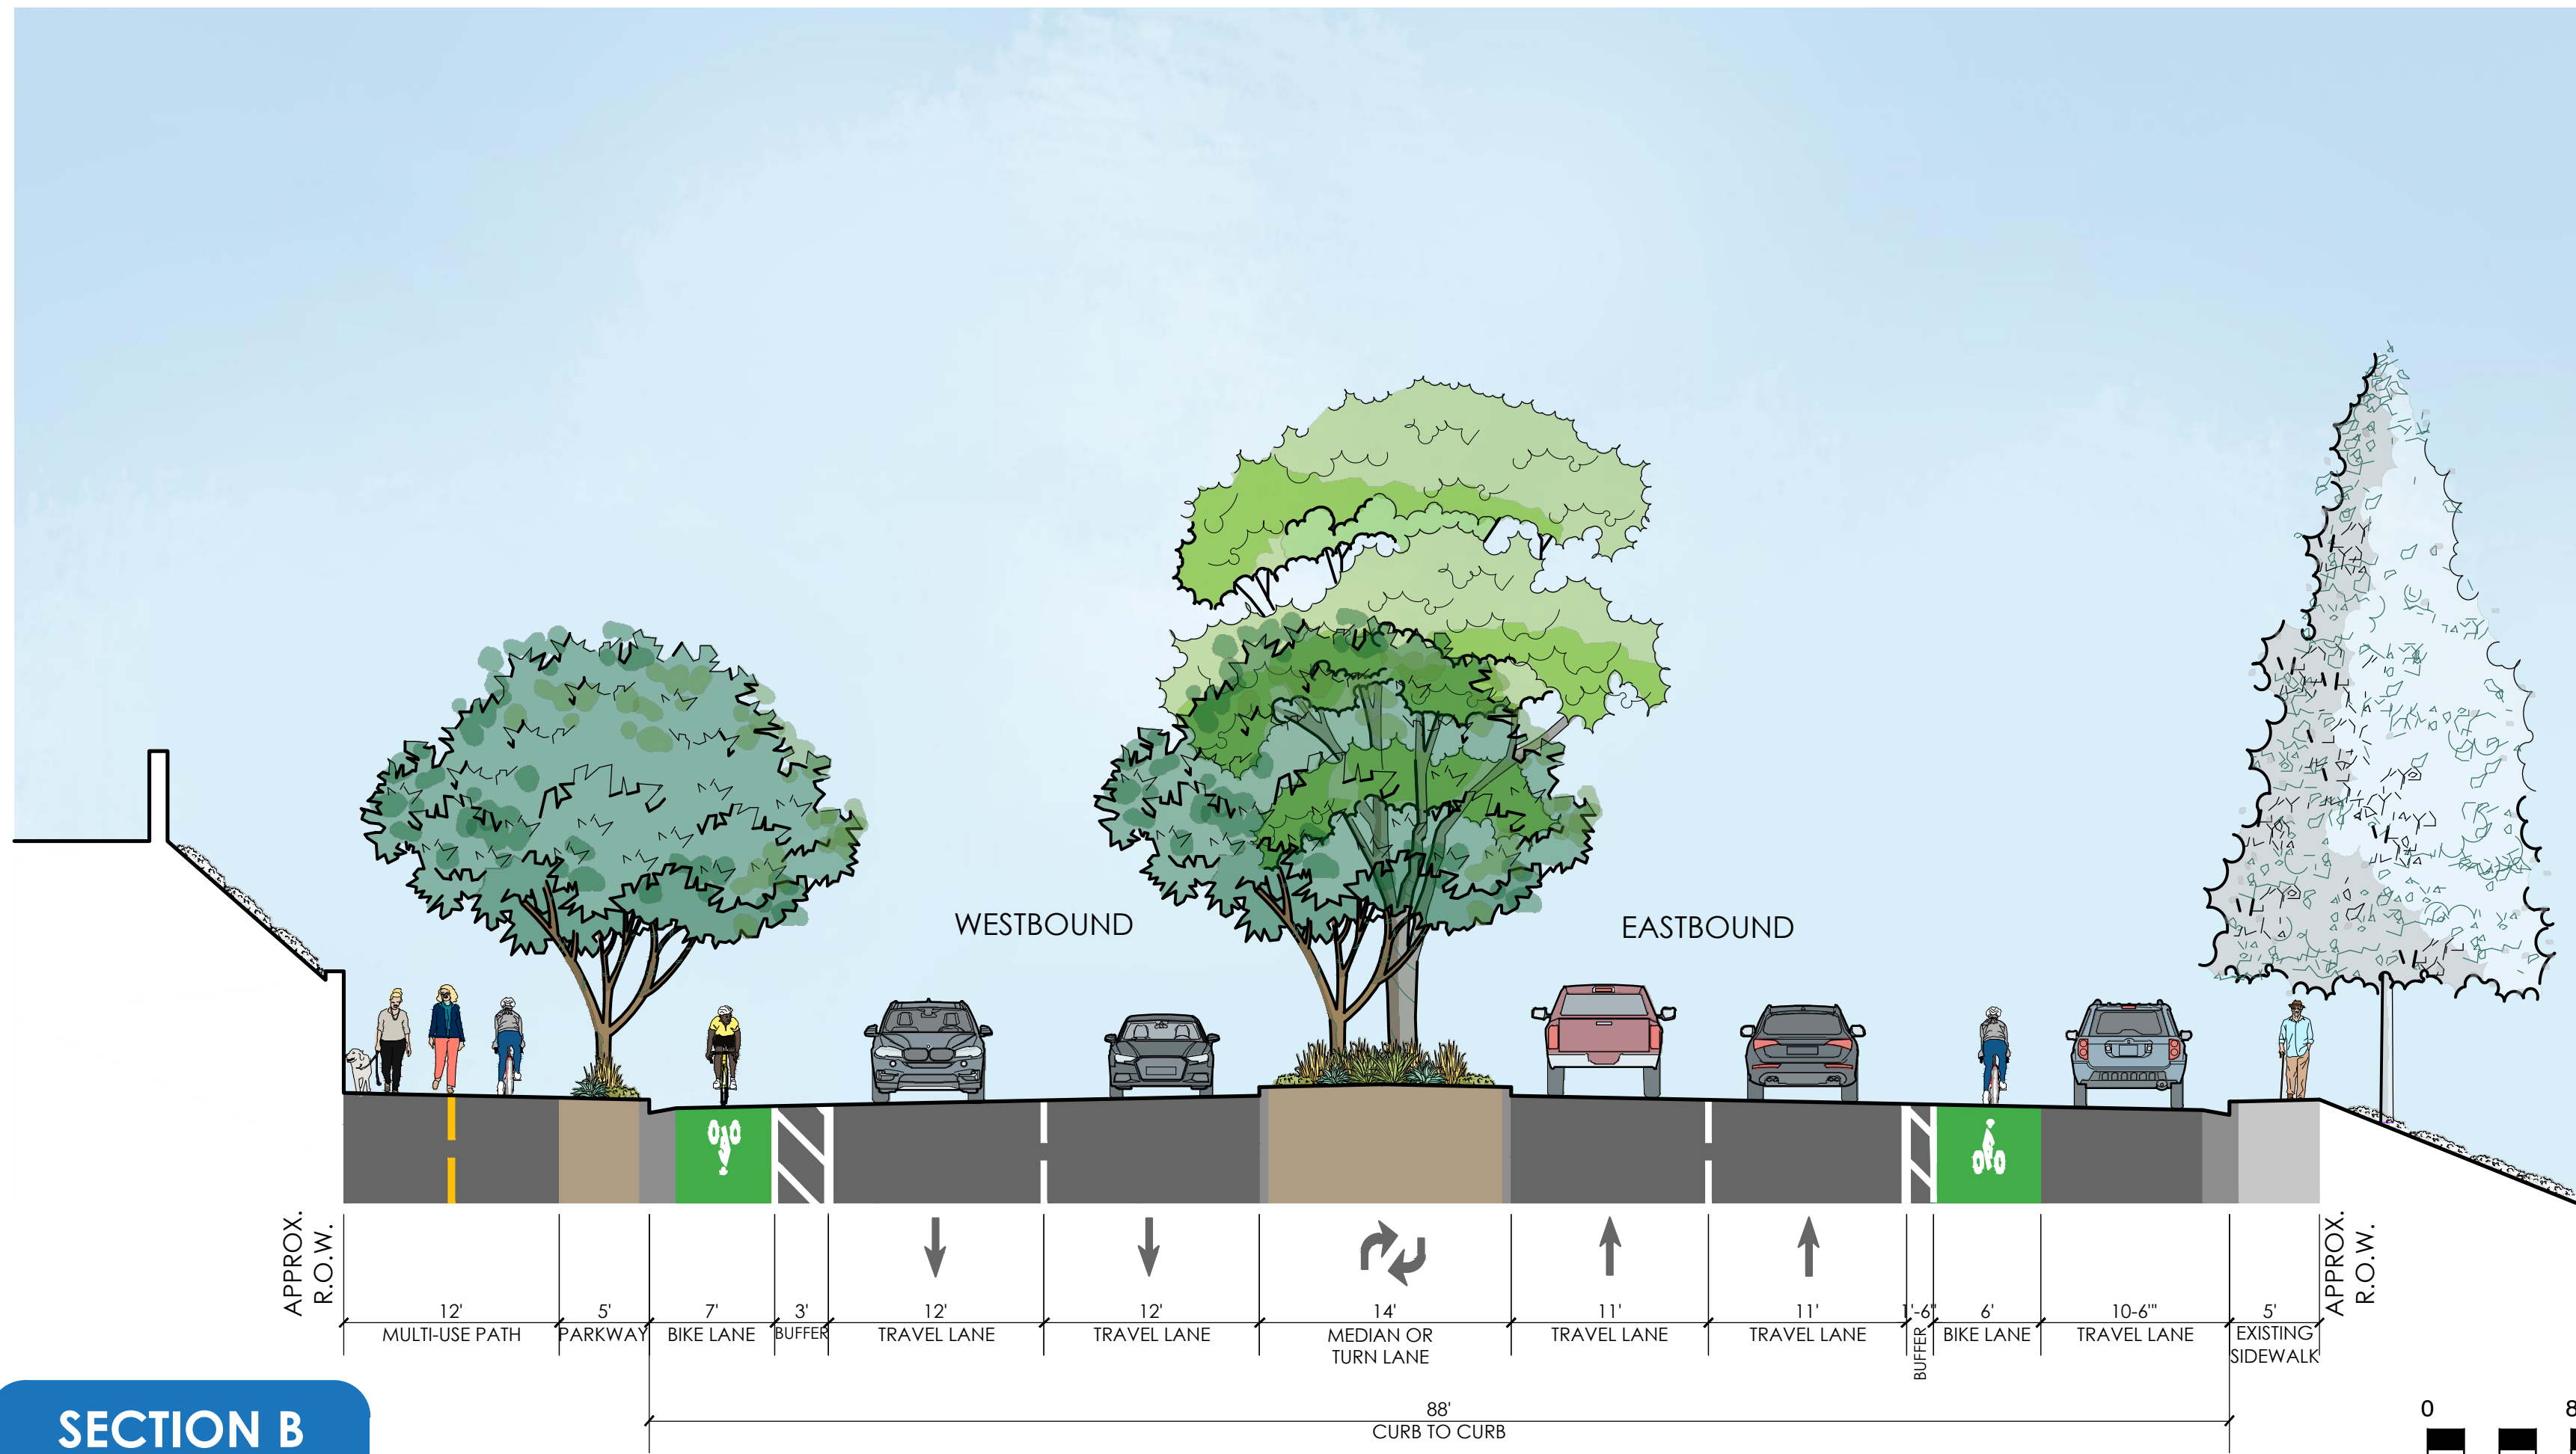 WESTBOUND
EASTBOUND
APPROX.
R.O.W.
12'
MULTI-USE PATH
5'
PARKWAY
7'
BIKE LANE
3'
BUFFER
12'
TRAVEL LANE
12'
TRAVEL LANE
14'
MEDIAN OR
TURN LANE
11'
TRAVEL LANE
11'
TRAVEL LANE
1'-6"
BUFFER
6'
BIKE LANE
10-6'"
TRAVEL LANE
5'
EXISTING
SIDEWALK
APPROX.
R.O.W.
88'
CURB TO CURB
SECTION B
0
8